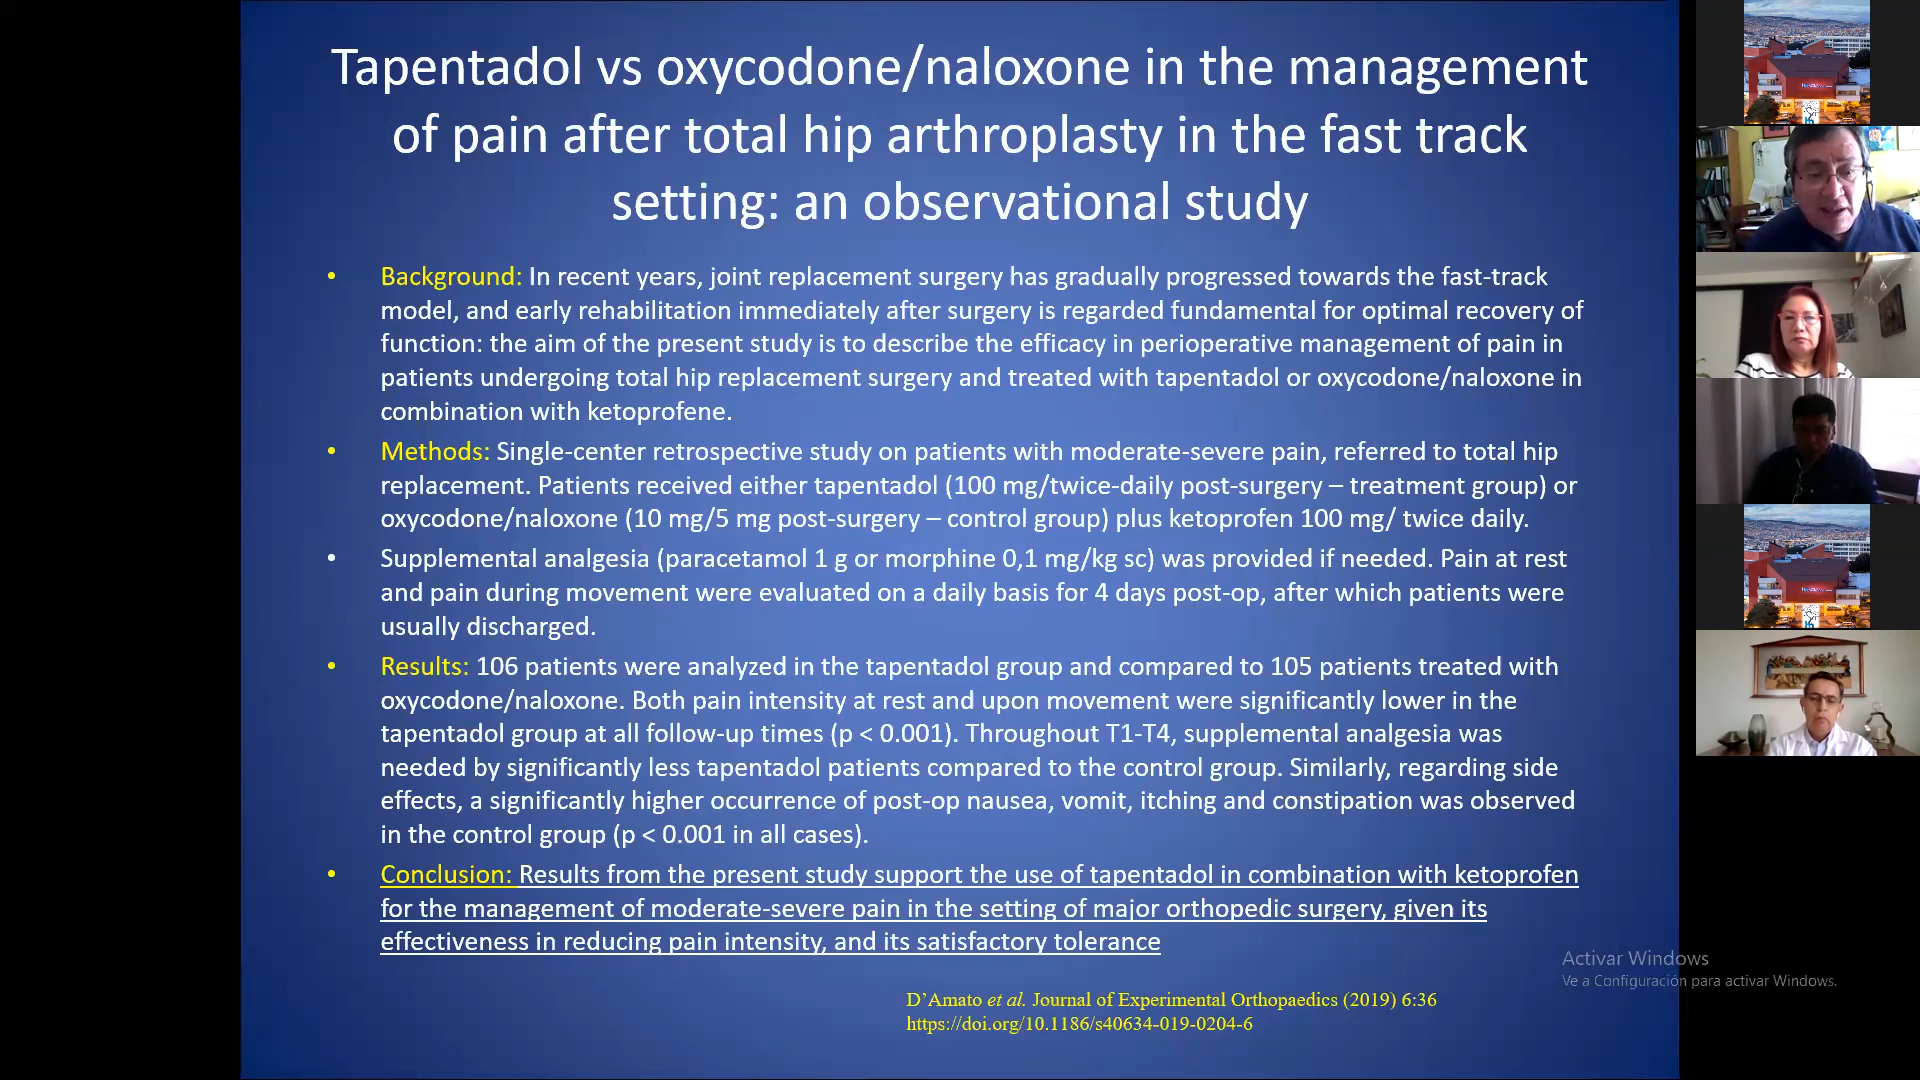 Tapentadol vs oxycodone/naloxone in the management
of pain after total hip arthroplasty in the fast track
setting: an observational study
• Background: In recent years, joint replacement surgery has gradually progressed towards the fast-track
model, and early rehabilitation immediately after surgery is regarded fundamental for optimal recovery of
function: the aim of the present study is to describe the efficacy in perioperative management of pain in
patients undergoing total hip replacement surgery and treated with tapentadol or oxycodone/naloxone in
combination with ketoprofene.
• Methods: Single-center retrospective study on patients with moderate-severe pain, referred to total hip
replacement. Patients received either tapentadol (100 mg/twice-daily post-surgery – treatment group) or
oxycodone/naloxone (10 mg/5 mg post-surgery – control group) plus ketoprofen 100 mg/ twice daily.
• Supplemental analgesia (paracetamol 1 g or morphine 0,1 mg/kg sc) was provided if needed. Pain at rest
and pain during movement were evaluated on a daily basis for 4 days post-op, after which patients were
usually discharged.
• Results: 106 patients were analyzed in the tapentadol group and compared to 105 patients treated with
oxycodone/naloxone. Both pain intensity at rest and upon movement were significantly lower in the
tapentadol group at all follow-up times (p < 0.001). Throughout T1-T4, supplemental analgesia was
needed by significantly less tapentadol patients compared to the control group. Similarly, regarding side
effects, a significantly higher occurrence of post-op nausea, vomit, itching and constipation was observed
in the control group (p < 0.001 in all cases).
• Conclusion: Results from the present study support the use of tapentadol in combination with ketoprofen
for the management of moderate-severe pain in the setting of major orthopedic surgery, given its
effectiveness in reducing pain intensity, and its satisfactory tolerance
D’Amato et al. Journal of Experimental Orthopaedics (2019) 6:36
https://doi.org/10.1186/s40634-019-0204-6
Activar Windows
Ve a Configuración para activar Windows.